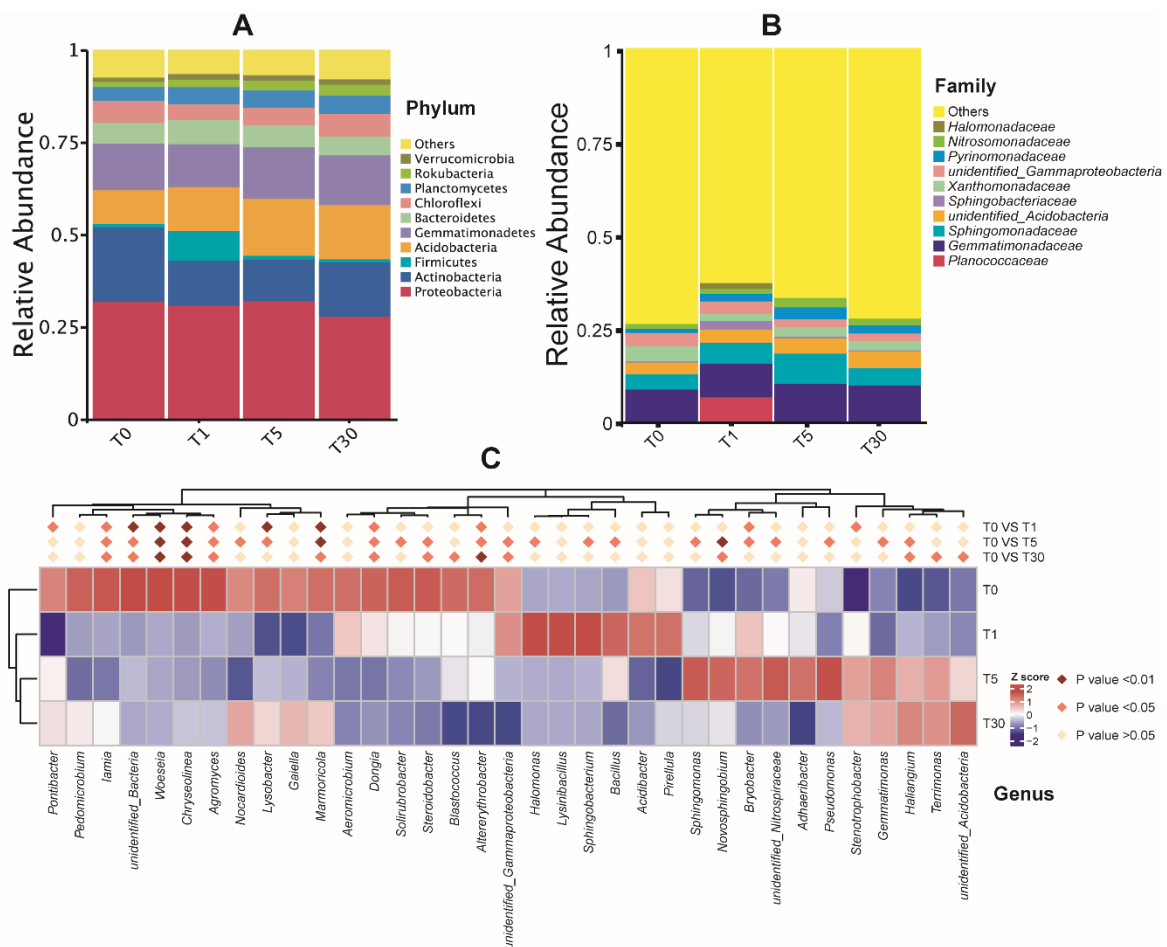 A
Relative Abundance
1
0.75
0.5
0.25
0
T0
T1
T5
T30
Phylum
Others
Verrucomicrobia
Rokubacteria
Planctomycetes
Chloroflexi
Bacteroidetes
Gemmatimonadetes
Acidobacteria
Firmicutes
Actinobacteria
Proteobacteria
B
Relative Abundance
1
0.75
0.5
0.25
0
T0
T1
T5
T30
Family
Others
Halomonadaceae
Nitrosomonadaceae
Pyrinomonadaceae
unidentified_Gammaproteobacteria
Xanthomonadaceae
Sphingobacteriaceae
unidentified_Acidobacteria
Sphingomonadaceae
Gemmatimonadaceae
Planococcaceae
C
T0 VS T1
T0 VS T5
T0 VS T30
T0
T1
T5
T30
Z score
2
1
0
−1
−2
P value <0.01
P value <0.05
P value >0.05
Genus
Pontibacter
Pedomicrobium
Iamia
unidentified_Bacteria
Woeseia
Chryseolinea
Agromyces
Nocardioides
Lysobacter
Gaiella
Marmoricola
Aeromicrobium
Dongia
Solirubrobacter
Steroidobacter
Blastococcus
Altererythrobacter
unidentified_Gammaproteobacteria
Halomonas
Lysinibacillus
Sphingobacterium
Bacillus
Acidibacter
Pirellula
Sphingomonas
Novosphingobium
Bryobacter
unidentified_Nitrospiraceae
Adhaeribacter
Pseudomonas
Stenotrophobacter
Gemmatimonas
Haliangium
Terrimonas
unidentified_Acidobacteria